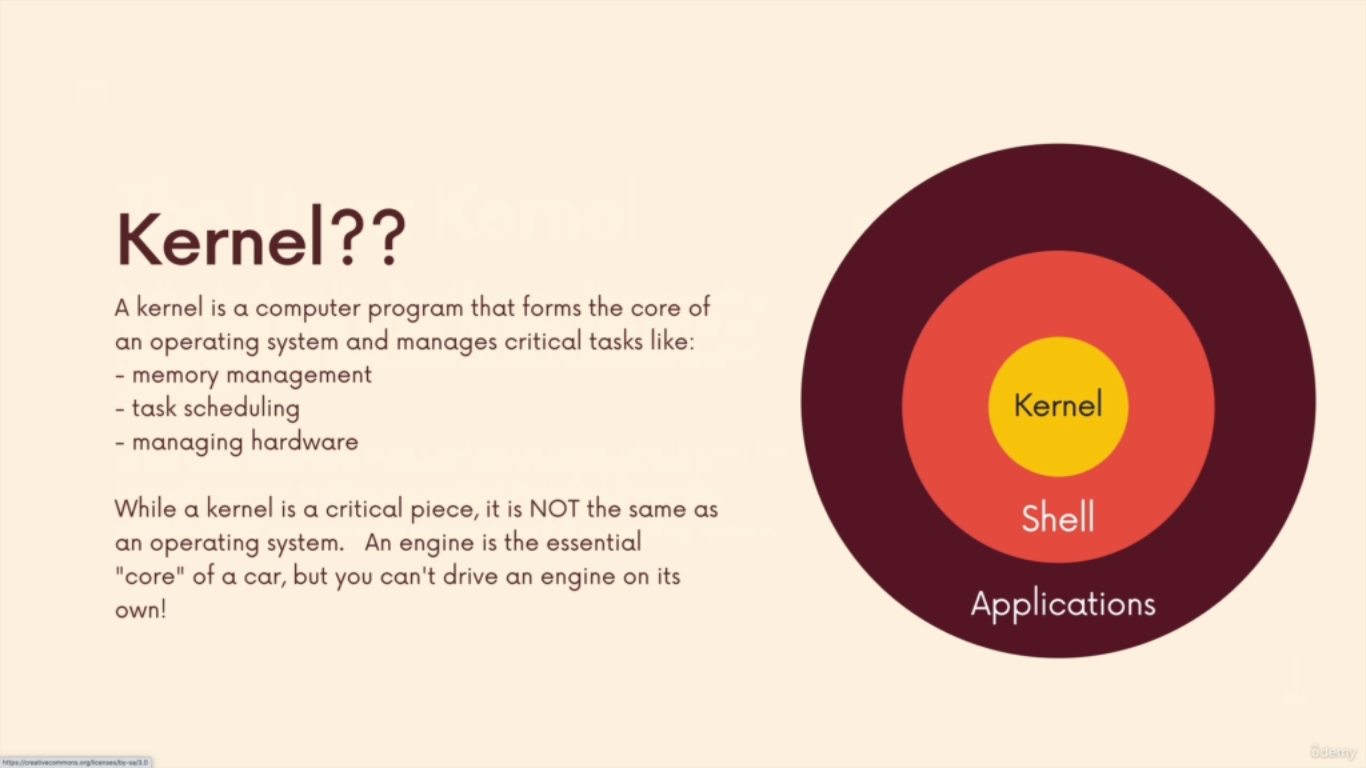 Kernel??
A kernel is a computer program that forms the core of
an operating system and manages critical tasks like:
- memory management
- task scheduling
- managing hardware
While a kernel is a critical piece, it is NOT the same as
an operating system. An engine is the essential
"core" of a car, but you can't drive an engine on its
own!
Kernel
Shell
Applications
https://creativecommons.org/licenses/by-sa/3.0
ûdemy